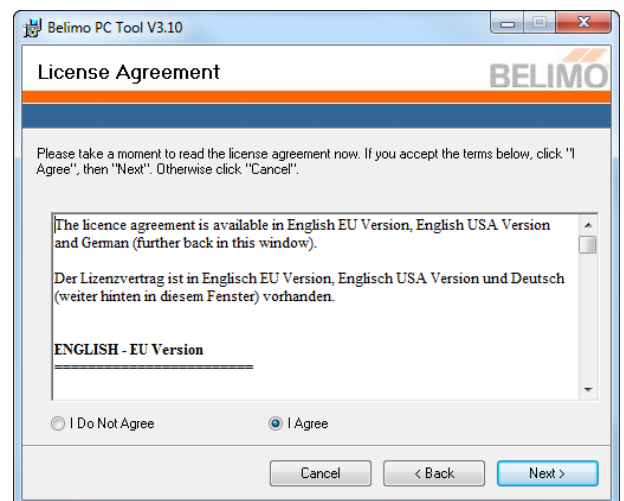 Belimo PC Tool V3.10
License Agreement
BELIMO
Please take a moment to read the license agreement now. If you accept the terms below, click "I
Agree", then "Next". Otherwise click "Cancel".
The licence agreement is available in English EU Version, English USA Version
and German (further back in this window).
Der Lizenzvertrag ist in Englisch EU Version, Englisch USA Version und Deutsch
(weiter hinten in diesem Fenster) vorhanden.
ENGLISH - EU Version
========================
I Do Not Agree
I Agree
Cancel
< Back
Next >